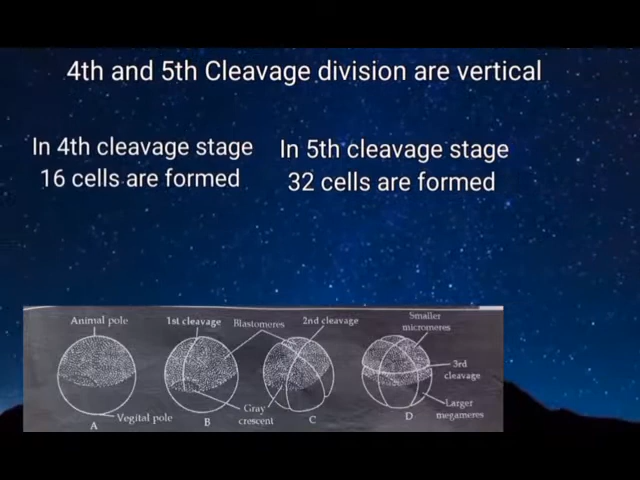 4th and 5th Cleavage division are vertical
In 4th cleavage stage
16 cells are formed
In 5th cleavage stage
32 cells are formed
Animal pole
1st cleavage
Blastomeres
2nd cleavage
Smaller
micromeres
3rd
cleavage
Larger
megameres
Gray
crescent
Vegital pole
A
B
C
D